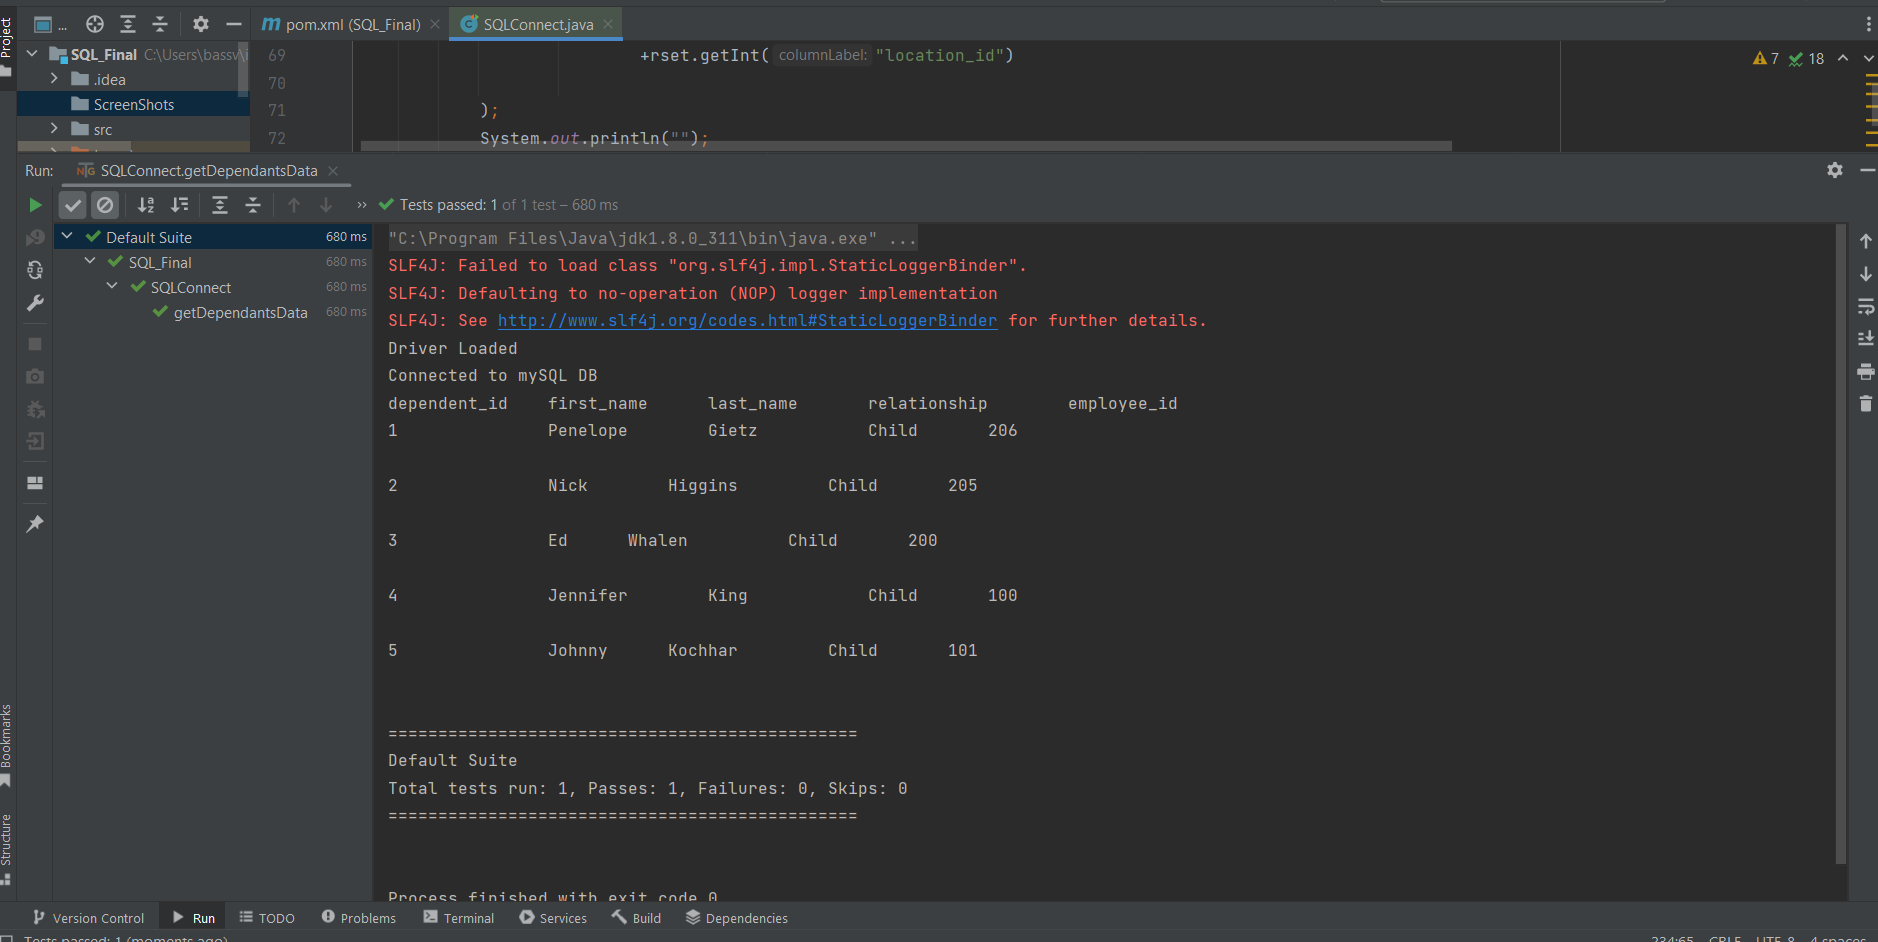 Project
...
pom.xml (SQL_Final)
SQLConnect.java
SQL_Final C:\Users\bassv\i
.idea
ScreenShots
src
69 +rset.getInt( columnLabel: "location_id")
70
71 );
72 System.out.println("");
7 18
Run: SQLConnect.getDependantsData
Tests passed: 1 of 1 test – 680 ms
Default Suite 680 ms
SQL_Final 680 ms
SQLConnect 680 ms
getDependantsData 680 ms
"C:\Program Files\Java\jdk1.8.0_311\bin\java.exe" ...
SLF4J: Failed to load class "org.slf4j.impl.StaticLoggerBinder".
SLF4J: Defaulting to no-operation (NOP) logger implementation
SLF4J: See http://www.slf4j.org/codes.html#StaticLoggerBinder for further details.
Driver Loaded
Connected to mySQL DB
dependent_id first_name last_name relationship employee_id
1 Penelope Gietz Child 206
2 Nick Higgins Child 205
3 Ed Whalen Child 200
4 Jennifer King Child 100
5 Johnny Kochhar Child 101
===============================================
Default Suite
Total tests run: 1, Passes: 1, Failures: 0, Skips: 0
===============================================
Process finished with exit code 0
Bookmarks
Structure
Version Control Run TODO Problems Terminal Services Build Dependencies
Tests passed: 1 (moments ago) 234:65 CRLF UTF-8 4 spaces